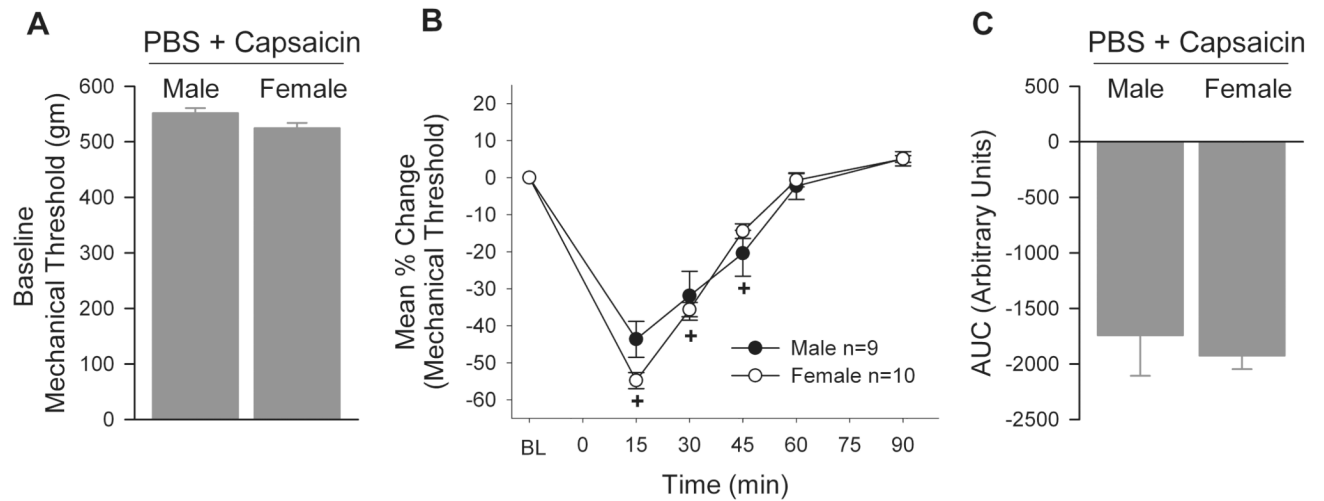 A
PBS + Capsaicin
Male Female
Baseline
Mechanical Threshold (gm)
600
500
400
300
200
100
0
B
Mean % Change
(Mechanical Threshold)
20
10
0
-10
-20
-30
-40
-50
-60
+
+
+
Male n=9
Female n=10
BL 0 15 30 45 60 75 90
Time (min)
C
PBS + Capsaicin
Male Female
AUC (Arbitrary Units)
500
0
-500
-1000
-1500
-2000
-2500